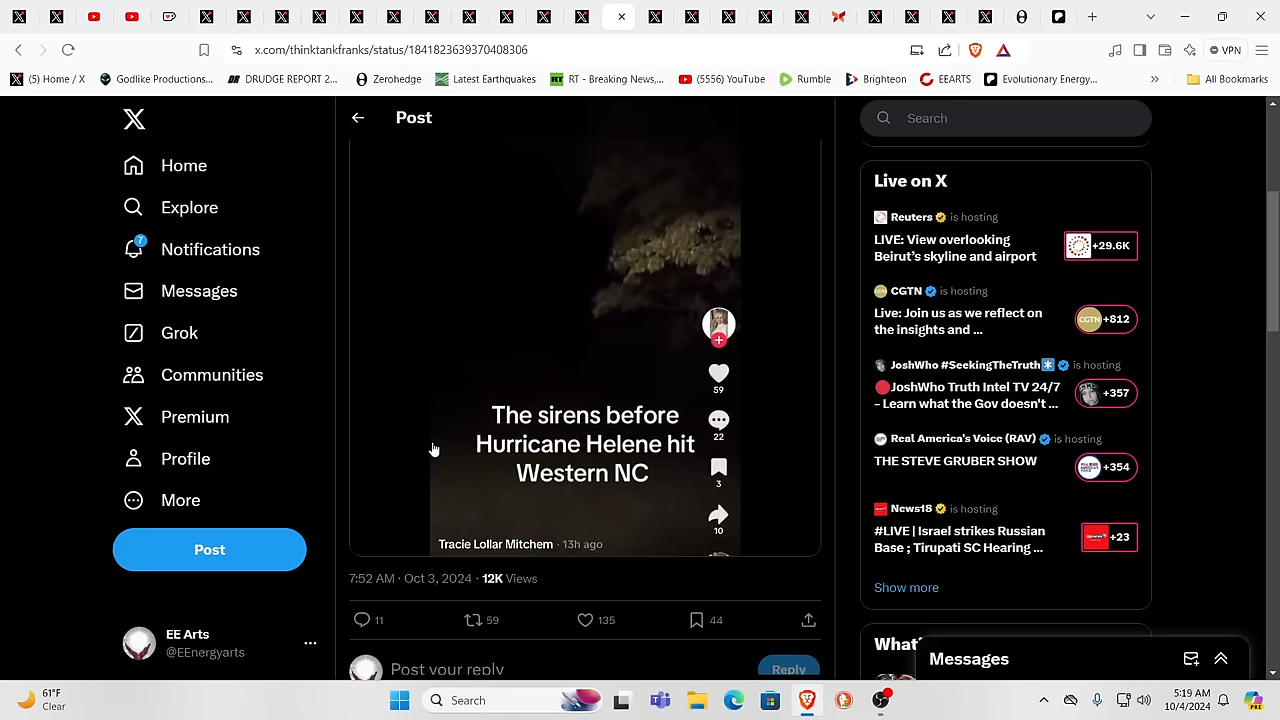 x.com/thinktankfranks/status/1841823639370408306
VPN
(5) Home / X
Godlike Productions...
DRUDGE REPORT 2...
Zerohedge
Latest Earthquakes
RT - Breaking News,...
(5556) YouTube
Rumble
Brighteon
EEARTS
Evolutionary Energy...
All Bookmarks
Home
Explore
7
Notifications
Messages
Grok
Communities
Premium
Profile
More
Post
EE Arts
@EEnergyarts
Post
The sirens before
Hurricane Helene hit
Western NC
59
22
3
10
Tracie Lollar Mitchem · 13h ago
7:52 AM · Oct 3, 2024 · 12K Views
11
59
135
44
Post your reply
Reply
Search
Live on X
Reuters is hosting
LIVE: View overlooking
Beirut’s skyline and airport
+29.6K
CGTN is hosting
Live: Join us as we reflect on
the insights and ...
CGTN
+812
JoshWho #SeekingTheTruth is hosting
JoshWho Truth Intel TV 24/7
– Learn what the Gov doesn't ...
+357
Real America's Voice (RAV) is hosting
THE STEVE GRUBER SHOW
+354
News18 is hosting
#LIVE | Israel strikes Russian
Base ; Tirupati SC Hearing ...
+23
Show more
What'
Messages
61°F
Clear
Search
5:19 AM
10/4/2024